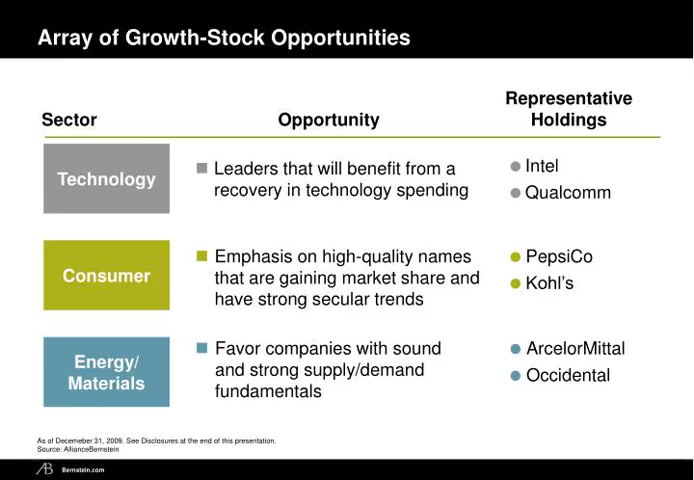 Array of Growth-Stock Opportunities
Representative
Sector Opportunity Holdings
Technology
Leaders that will benefit from a
recovery in technology spending
Intel
Qualcomm
Consumer
Emphasis on high-quality names
that are gaining market share and
have strong secular trends
PepsiCo
Kohl's
Energy/
Materials
Favor companies with sound
and strong supply/demand
fundamentals
ArcelorMittal
Occidental
As of Decemeber 31, 2009. See Disclosures at the end of this presentation.
Source: AllianceBernstein
AB Bernstein.com